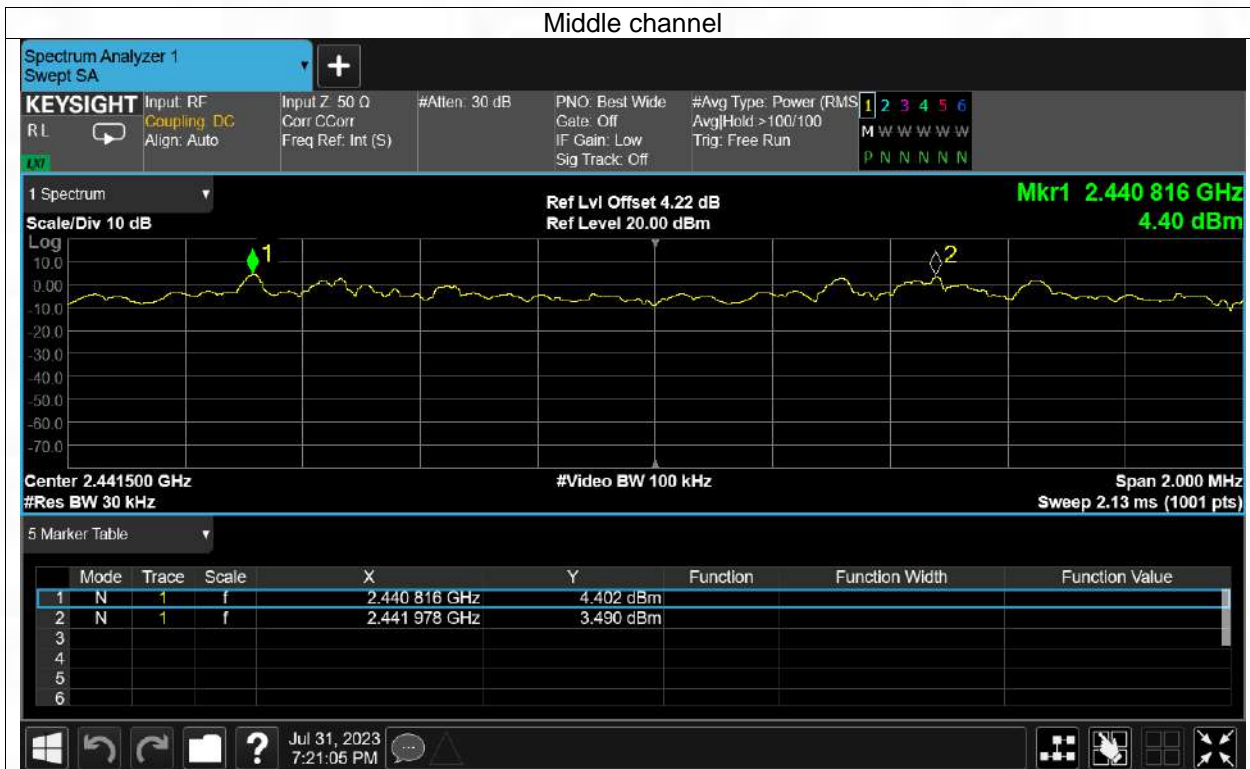 Middle channel
Spectrum Analyzer 1
Swept SA
+
KEYSIGHT
RL
LXI
Input: RF
Coupling: DC
Align: Auto
Input Z: 50 Ω
Corr CCorr
Freq Ref: Int (S)
#Atten: 30 dB
PNO: Best Wide
Gate: Off
IF Gain: Low
Sig Track: Off
#Avg Type: Power (RMS
Avg|Hold >100/100
Trig: Free Run
1 2 3 4 5 6
M W W W W W
P N N N N N
1 Spectrum
Scale/Div 10 dB
Ref Lvl Offset 4.22 dB
Ref Level 20.00 dBm
Mkr1 2.440 816 GHz
4.40 dBm
Log
10.0
0.00
-10.0
-20.0
-30.0
-40.0
-50.0
-60.0
-70.0
1
2
Center 2.441500 GHz
#Res BW 30 kHz
#Video BW 100 kHz
Span 2.000 MHz
Sweep 2.13 ms (1001 pts)
5 Marker Table
Mode Trace Scale X Y Function Function Width Function Value
1 N 1 f 2.440 816 GHz 4.402 dBm
2 N 1 f 2.441 978 GHz 3.490 dBm
3
4
5
6
?
Jul 31, 2023
7:21:05 PM